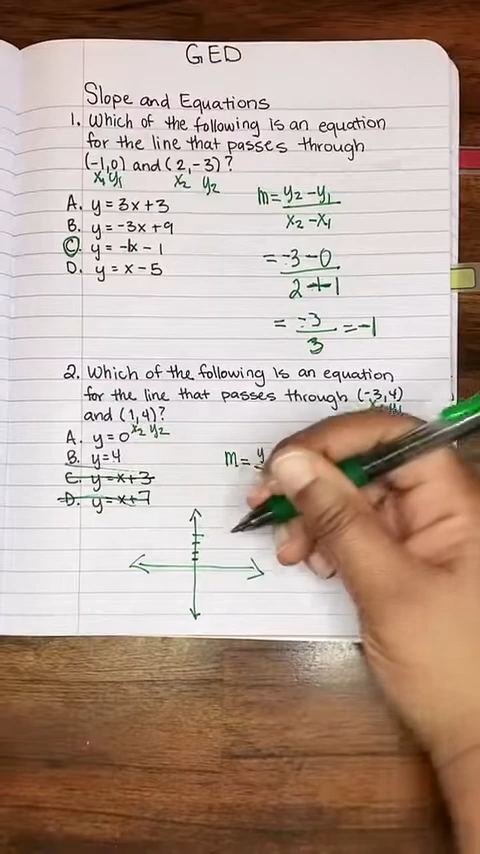 GED
Slope and Equations
1. Which of the following is an equation
for the line that passes through
(-1,0) and (2,-3)?
x₁ y₁ x₂ y₂
A. y = 3x + 3
B. y = -3x + 9
C. y = -1x - 1
D. y = x - 5
m = y₂ - y₁
x₂ - x₁
= -3 - 0
2 + 1
= -3
3
= -1
2. Which of the following is an equation
for the line that passes through (-3,4)
x₁ y₁
and (1,4)?
x₂ y₂
A. y = 0
B. y = 4
C. y = x + 3
D. y = x + 7
m = y